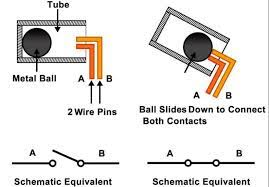 Tube
Metal Ball
A B
2 Wire Pins
A B
Ball Slides Down to Connect
Both Contacts
A B
Schematic Equivalent
A B
Schematic Equivalent